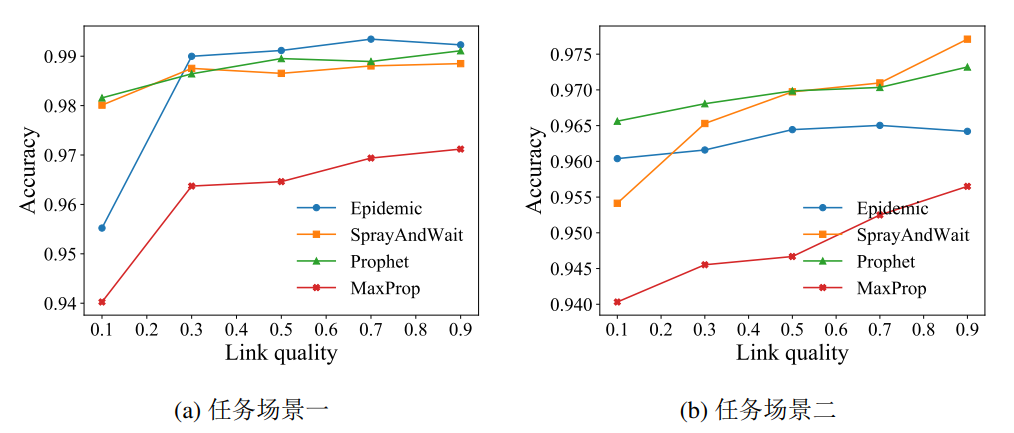 0.99
0.98
0.97
0.96
0.95
0.94
Accuracy
Epidemic
SprayAndWait
Prophet
MaxProp
0.1 0.2 0.3 0.4 0.5 0.6 0.7 0.8 0.9
Link quality
(a) 任务场景一
0.975
0.970
0.965
0.960
0.955
0.950
0.945
0.940
Accuracy
Epidemic
SprayAndWait
Prophet
MaxProp
0.1 0.2 0.3 0.4 0.5 0.6 0.7 0.8 0.9
Link quality
(b) 任务场景二